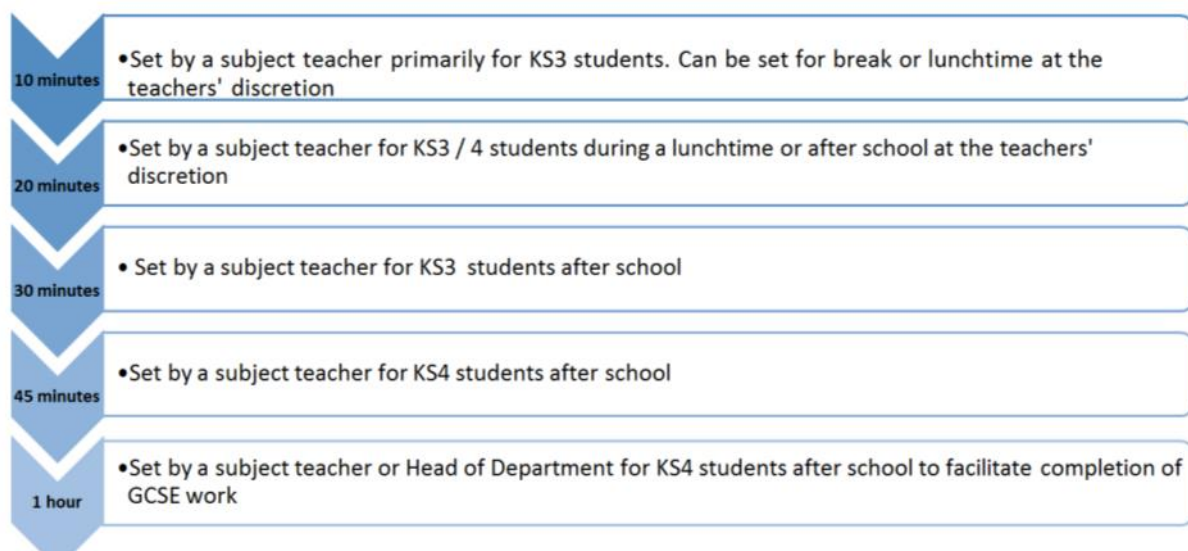 •Set by a subject teacher primarily for KS3 students. Can be set for break or lunchtime at the
10 minutes
teachers' discretion
•Set by a subject teacher for KS3 / 4 students during a lunchtime or after school at the teachers'
20 minutes
discretion
• Set by a subject teacher for KS3 students after school
30 minutes
•Set by a subject teacher for KS4 students after school
45 minutes
•Set by a subject teacher or Head of Department for KS4 students after school to facilitate completion of
1 hour
GCSE work